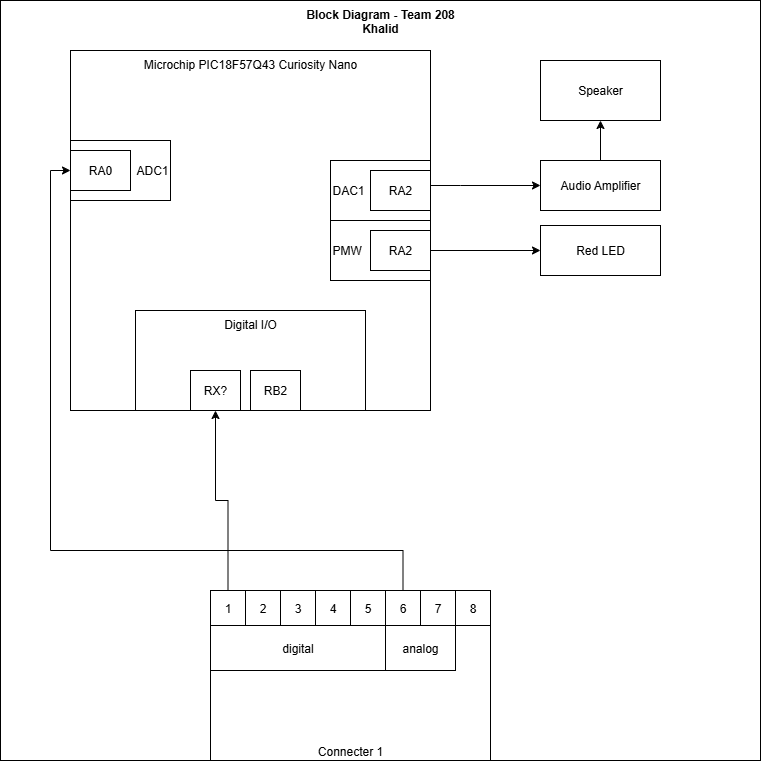 Block Diagram - Team 208
Khalid
Microchip PIC18F57Q43 Curiosity Nano
Speaker
RA0
ADC1
DAC1
RA2
Audio Amplifier
PMW
RA2
Red LED
Digital I/O
RX?
RB2
1
2
3
4
5
6
7
8
digital
analog
Connecter 1